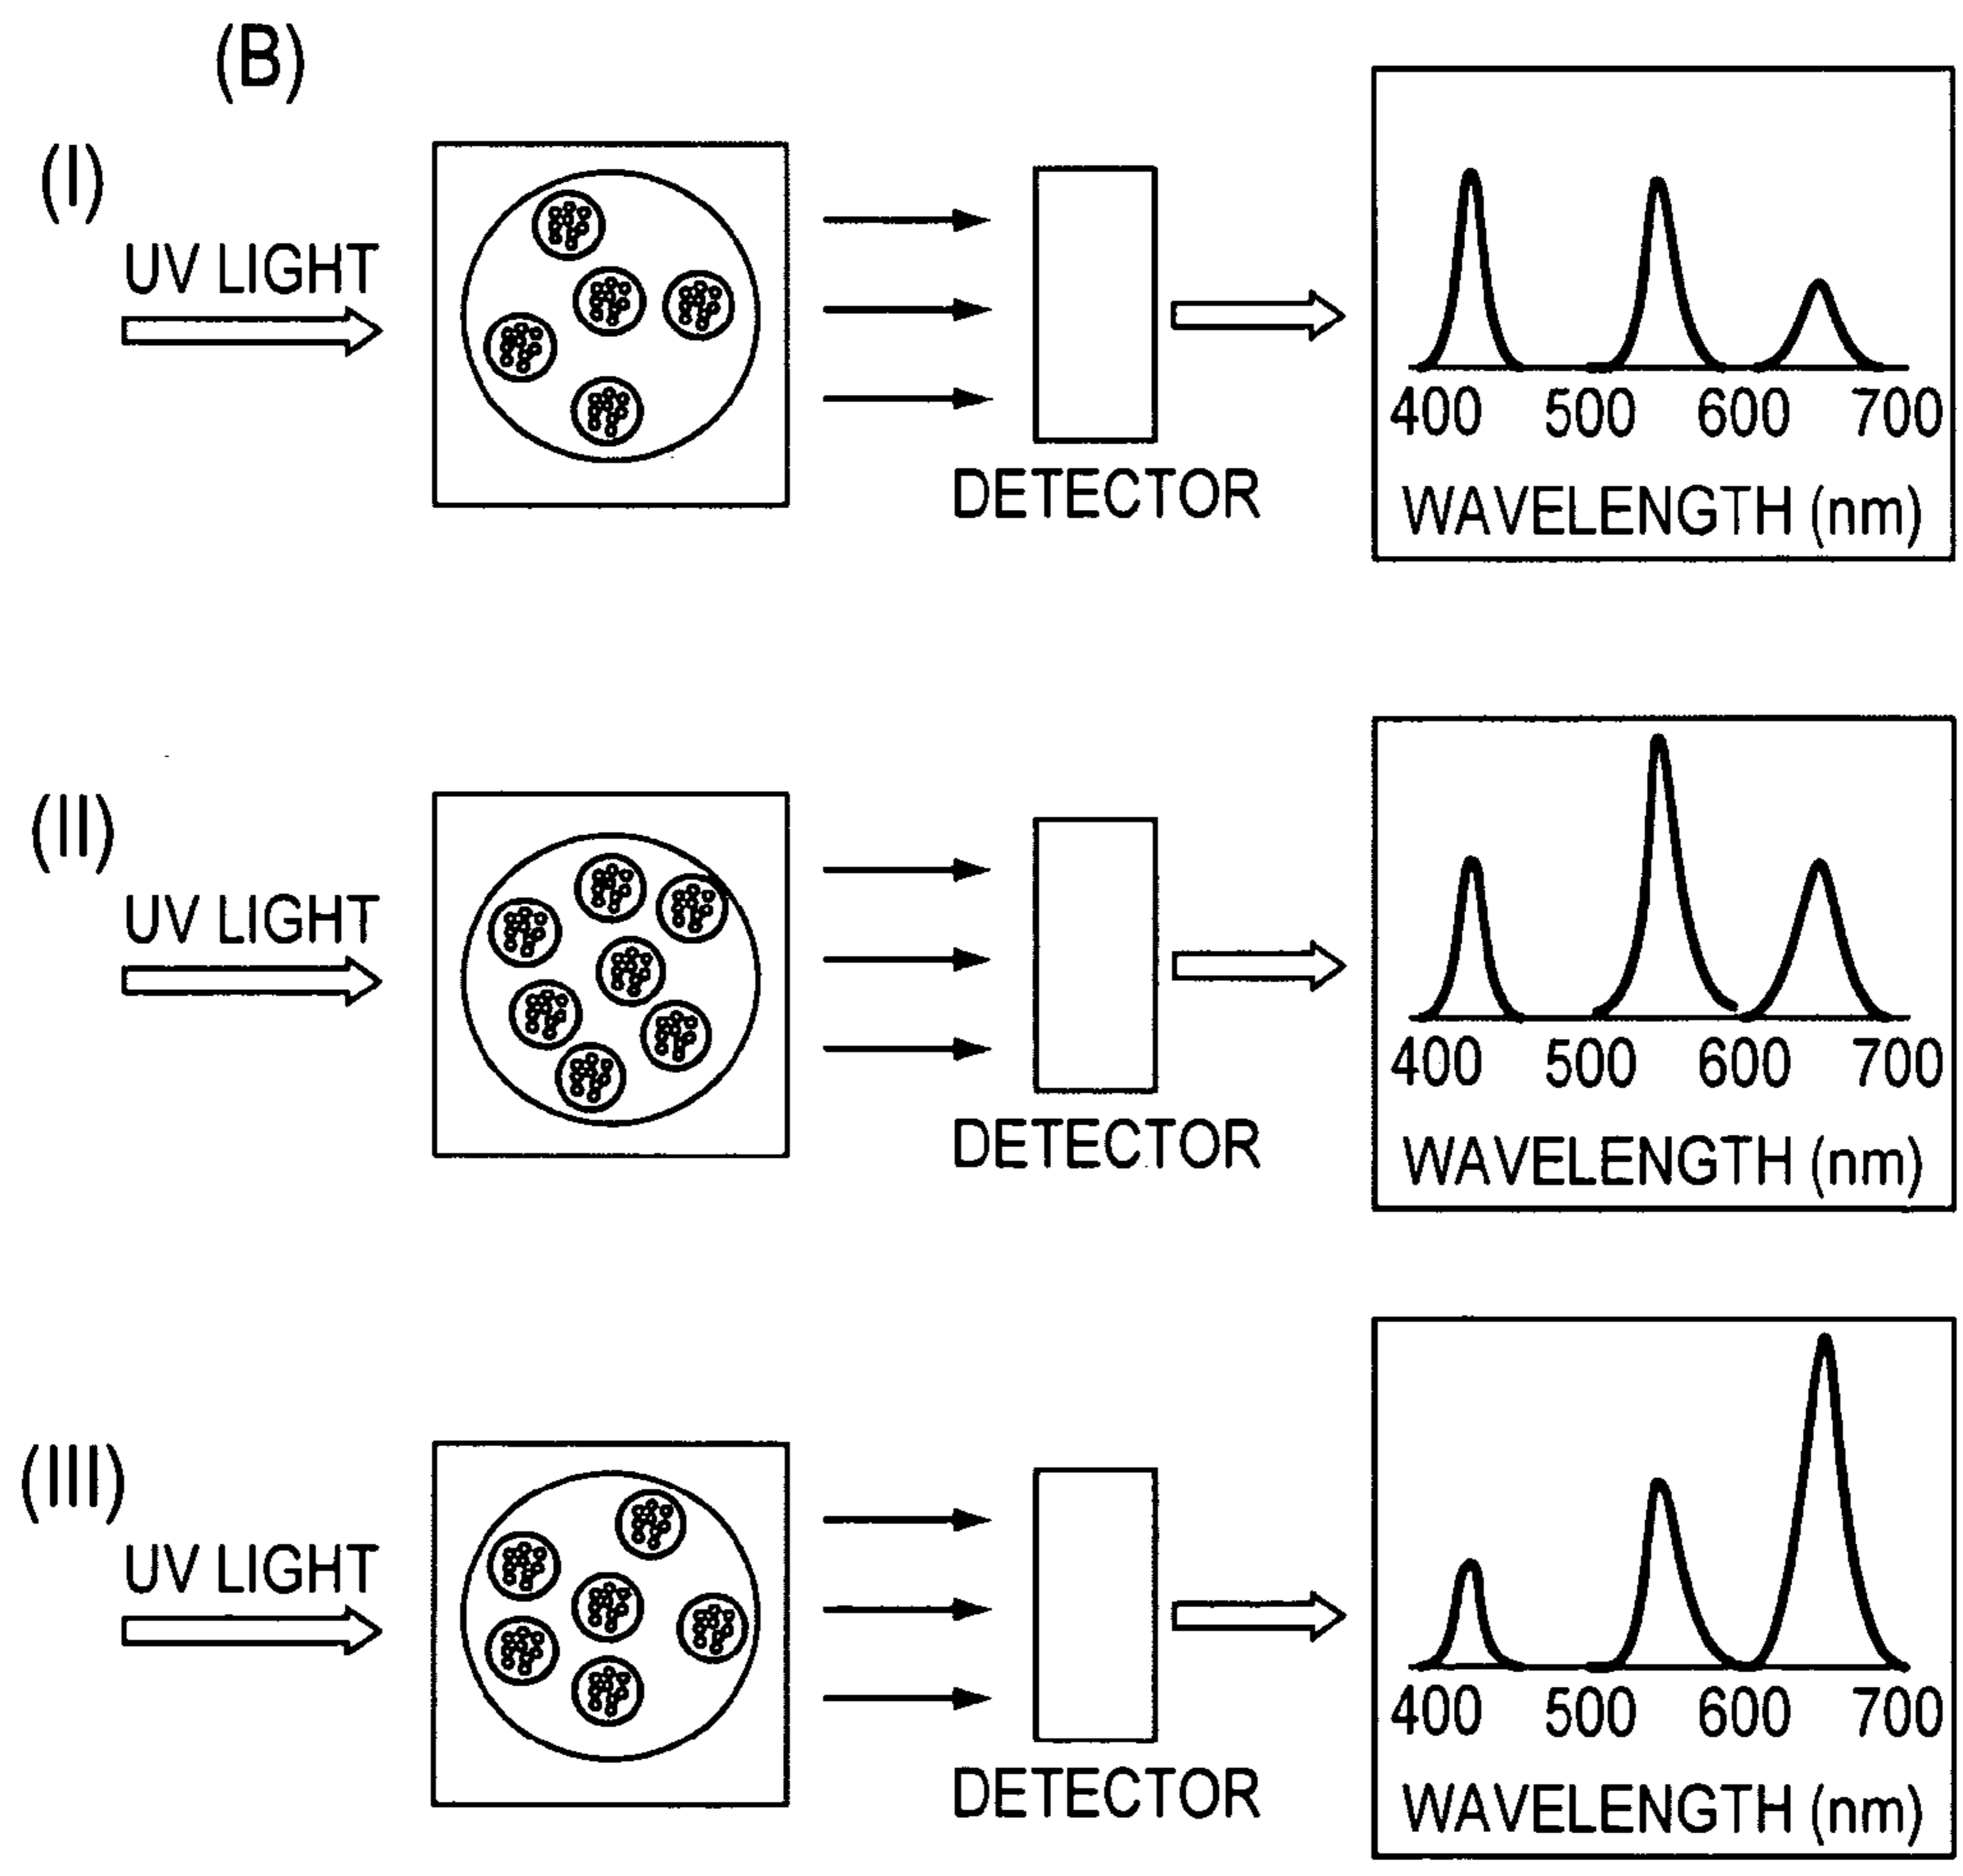 (B)
(I)
UV LIGHT
DETECTOR
400 500 600 700
WAVELENGTH (nm)
(II)
UV LIGHT
DETECTOR
400 500 600 700
WAVELENGTH (nm)
(III)
UV LIGHT
DETECTOR
400 500 600 700
WAVELENGTH (nm)